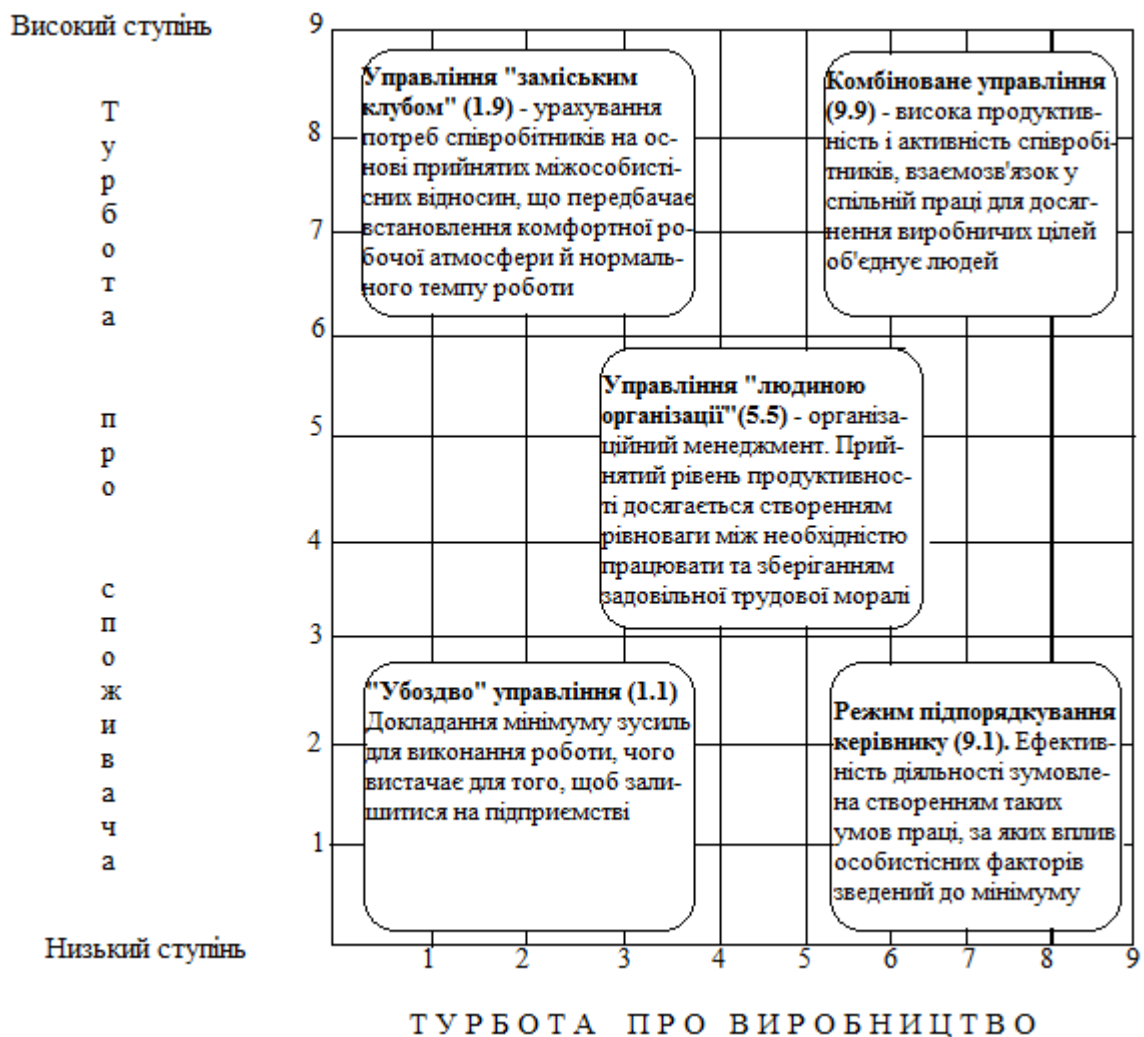 Високий ступінь
Турбота про споживача
9
8
7
6
5
4
3
2
1
Управління "заміським
клубом" (1.9) - урахування
потреб співробітників на ос-
нові прийнятих міжособисті-
сних відносин, що передбачає
встановлення комфортної ро-
бочої атмосфери й нормаль-
ного темпу роботи
Комбіноване управління
(9.9) - висока продуктив-
ність і активність співробі-
тників, взаємозв'язок у
спільній праці для досяг-
нення виробничих цілей
об'єднує людей
Управління "людиною
організації"(5.5) - організа-
ційний менеджмент. Прий-
нятий рівень продуктивнос-
ті досягається створенням
рівноваги між необхідністю
працювати та зберіганням
задовільної трудової моралі
"Убоздво" управління (1.1)
Докладання мінімуму зусиль
для виконання роботи, чого
вистачає для того, щоб зали-
шитися на підприємстві
Режим підпорядкування
керівнику (9.1). Ефектив-
ність діяльності зумовле-
на створенням таких
умов праці, за яких вплив
особистісних факторів
зведений до мінімуму
Низький ступінь
1 2 3 4 5 6 7 8 9
ТУРБОТА ПРО ВИРОБНИЦТВО